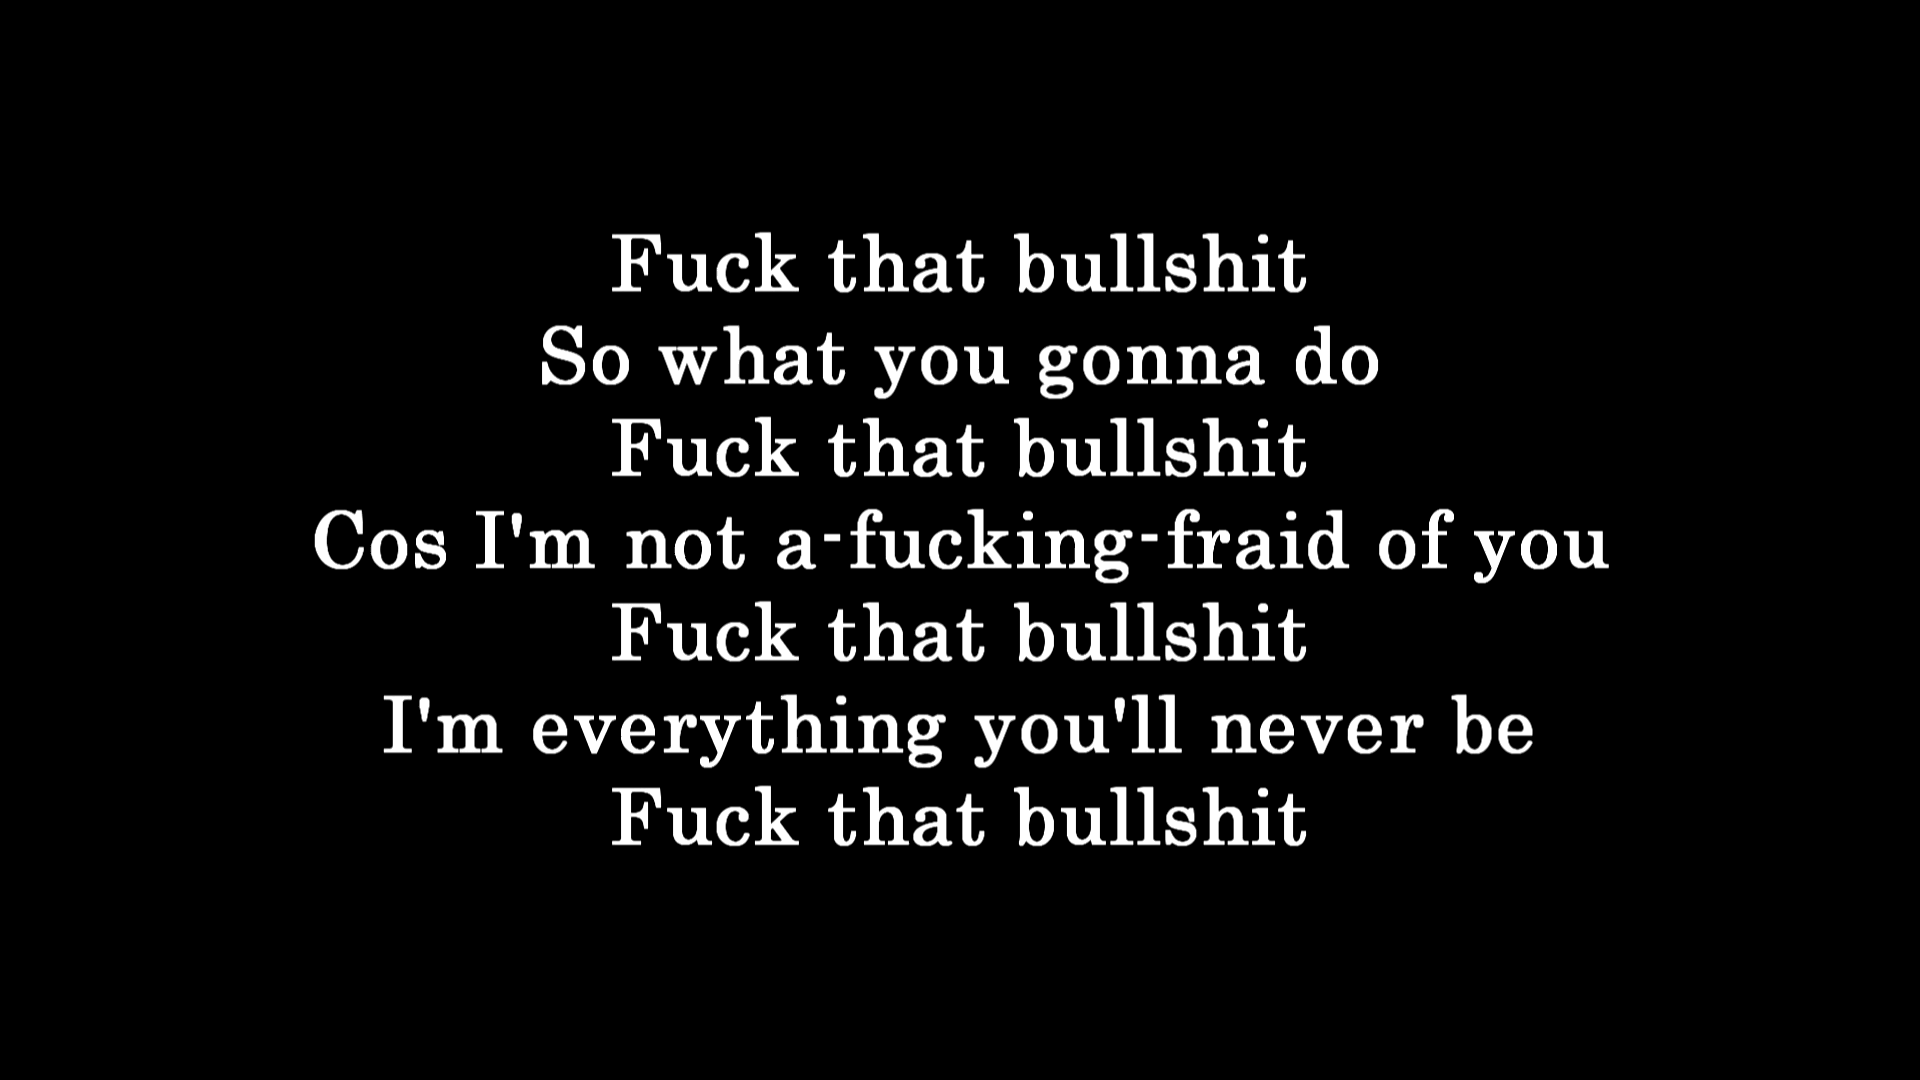 Fuck that bullshit
So what you gonna do
Fuck that bullshit
Cos I'm not a-fucking-fraid of you
Fuck that bullshit
I'm everything you'll never be
Fuck that bullshit